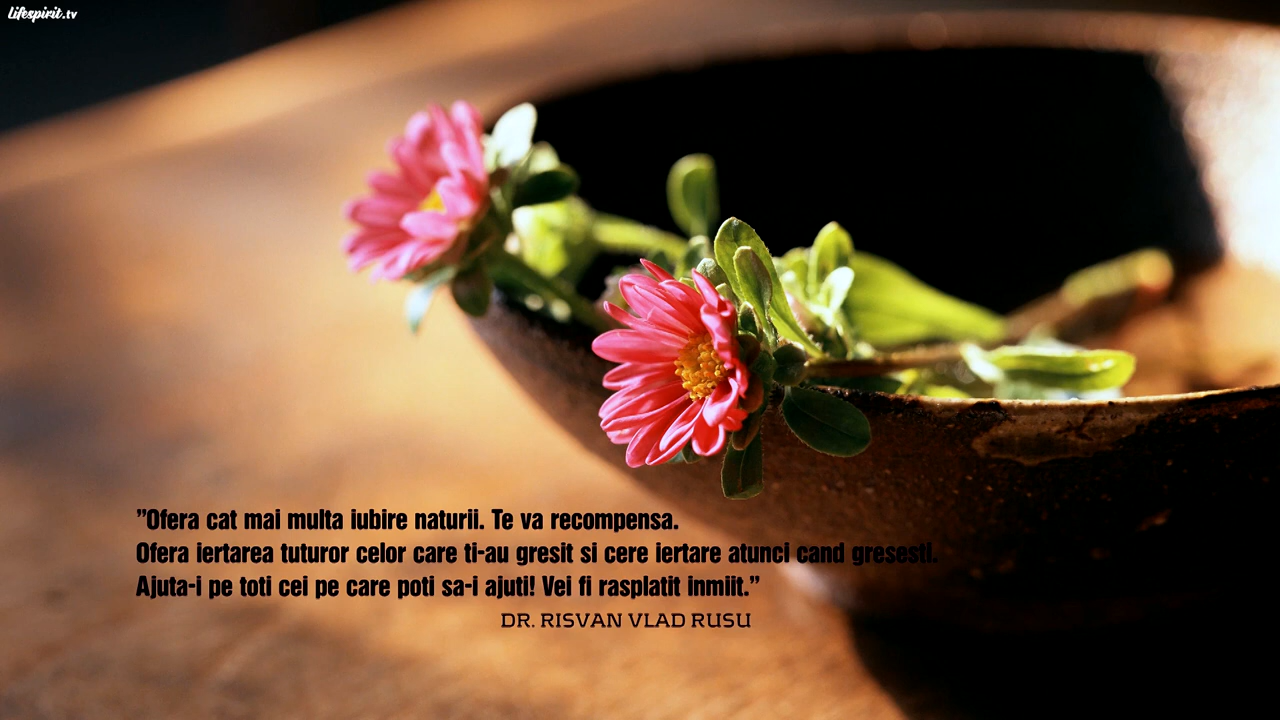 Lifespirit.tv
”Ofera cat mai multa iubire naturii. Te va recompensa.
Ofera iertarea tuturor celor care ti-au gresit si cere iertare atunci cand gresesti.
Ajuta-i pe toti cei pe care poti sa-i ajuti! Vei fi rasplatit inmiit.”
DR. RISVAN VLAD RUSU